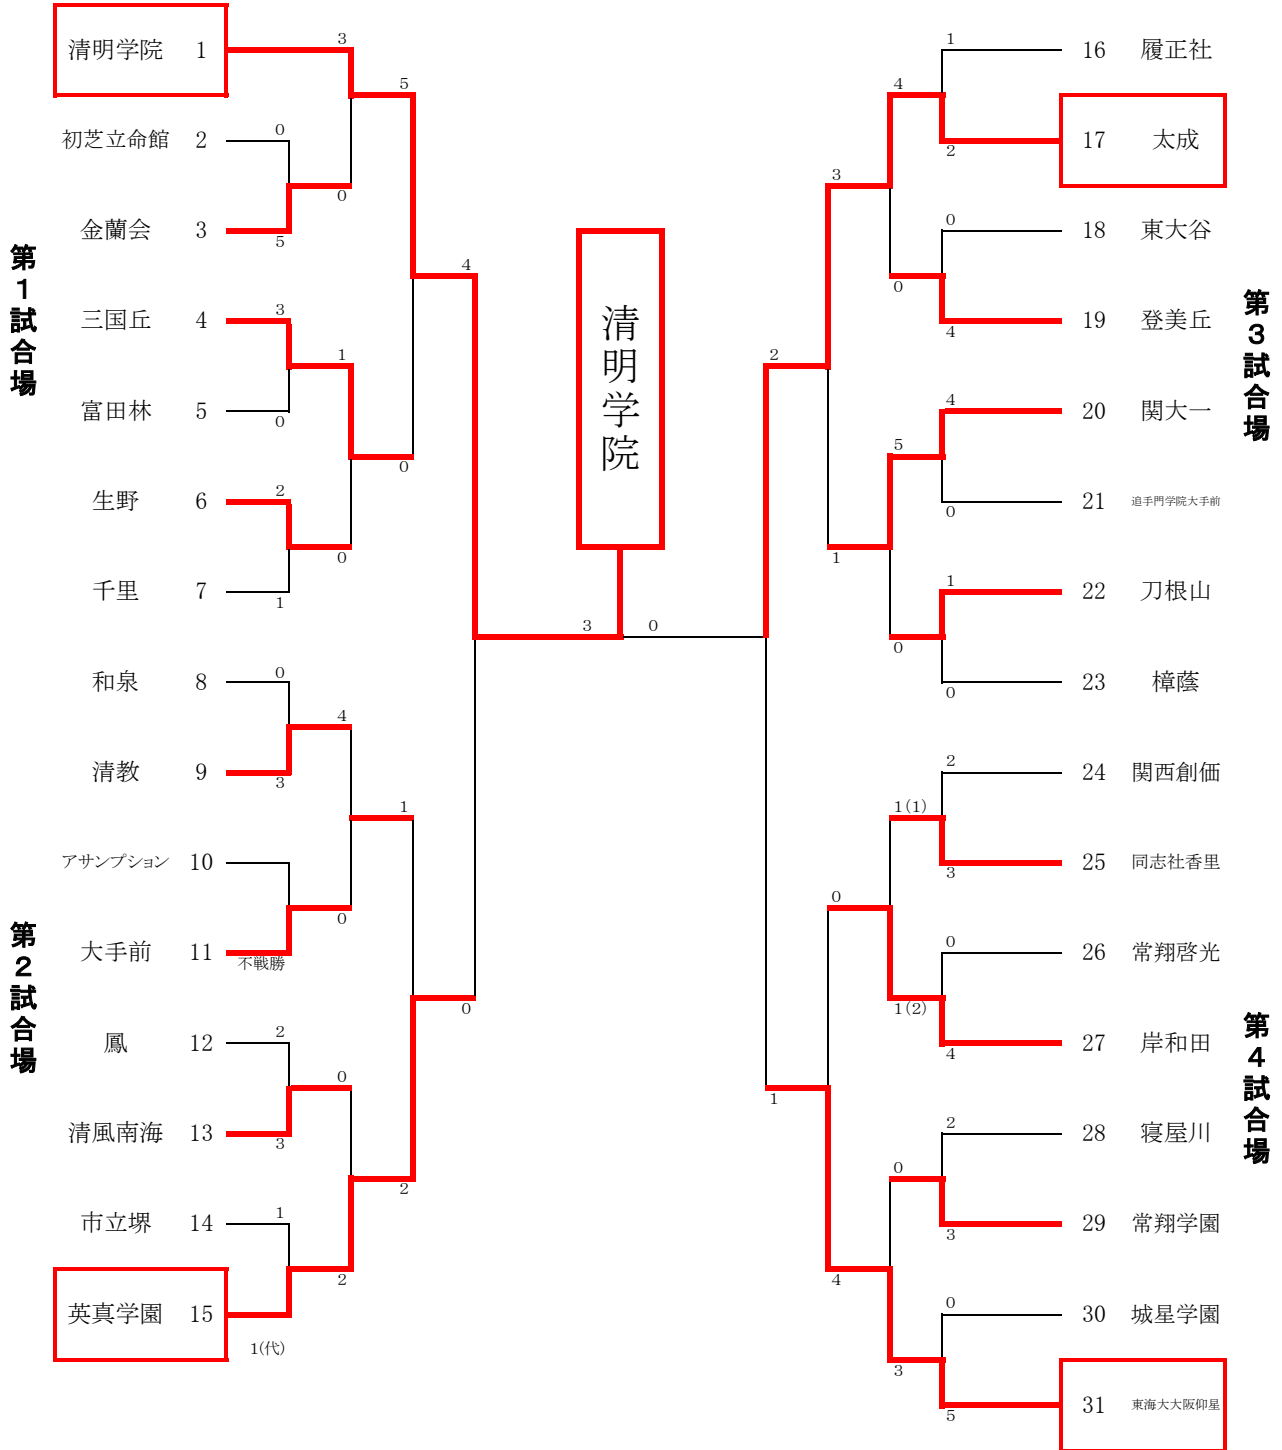 第1試合場
清明学院 1
3
5
初芝立命館 2
0
0
金蘭会 3
5
4
三国丘 4
3
1
富田林 5
0
0
生野 6
2
0
千里 7
1
第2試合場
和泉 8
0
4
清教 9
3
1
アサンプション 10
0
大手前 11
不戦勝
0
鳳 12
2
0
清風南海 13
3
2
市立堺 14
1
2
英真学園 15
1(代)
清明学院
3
0
第3試合場
1
16 履正社
4
17 太成
2
3
0
18 東大谷
0
19 登美丘
4
2
4
20 関大一
5
21 追手門学院大手前
0
1
1
22 刀根山
0
23 樟蔭
0
第4試合場
2
24 関西創価
1(1)
25 同志社香里
3
0
0
26 常翔啓光
1(2)
27 岸和田
4
1
2
28 寝屋川
0
29 常翔学園
3
4
0
30 城星学園
3
31 東海大大阪仰星
5